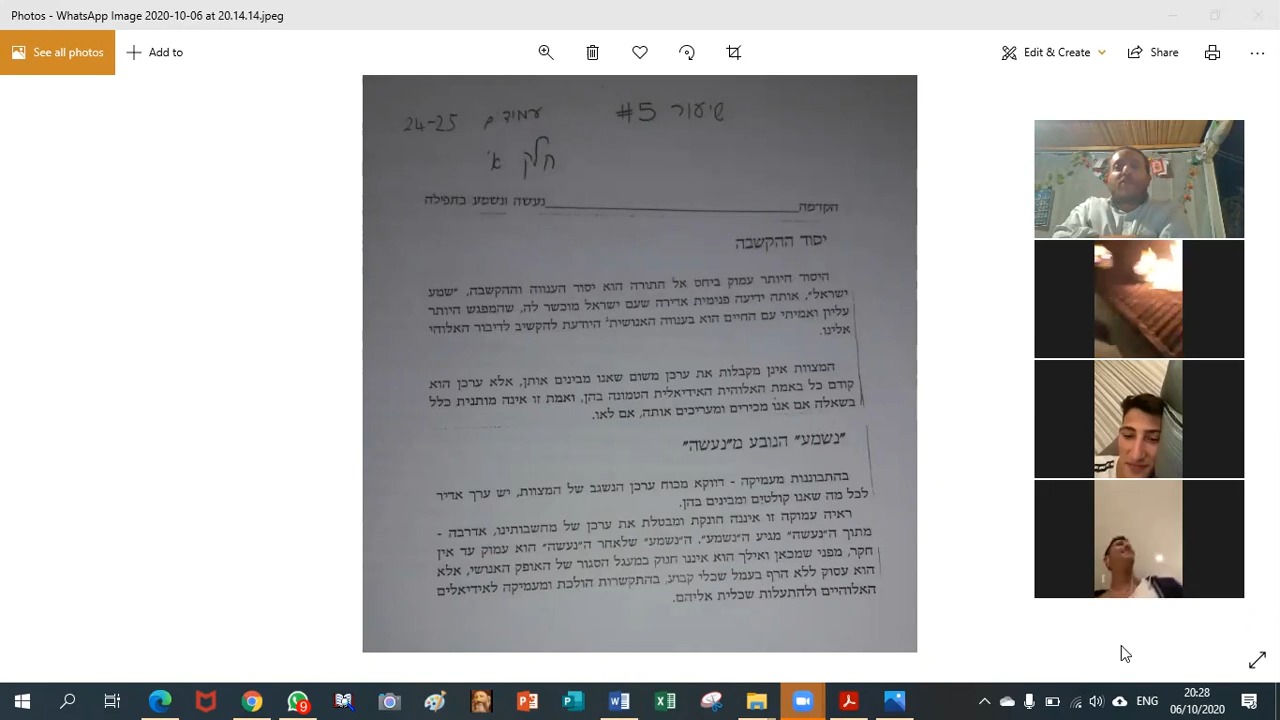 Photos - WhatsApp Image 2020-10-06 at 20.14.14.jpeg
See all photos
Add to
Edit & Create
Share
שיעור #5 עמודים 24-25
חלק א'
הקדמה נעשה ונשמע בתפילה
יסוד ההקשבה
היסוד היותר עמוק ביחס אל התורה הוא יסוד הענווה וההקשבה, "שמע
ישראל", אותה ידיעה פנימית אדירה שעם ישראל מוכשר לה, שהמפגש היותר
עליון ואמיתי עם החיים הוא בענווה האנושית היודעת להקשיב לדיבור האלוהי
אלינו.
המצוות אינן מקבלות את ערכן משום שאנו מבינים אותן, אלא ערכן הוא
קודם כל באמת האלוהית האידיאלית הטמונה בהן, ואמת זו אינה מותנית כלל
בשאלה אם אנו מכירים ומעריכים אותה, אם לאו.
"נשמע" הנובע מ"נעשה"
בהתבוננות מעמיקה - דווקא מכוח ערכן הנשגב של המצוות, יש ערך אדיר
לכל מה שאנו קולטים ומבינים בהן.
ראיה עמוקה זו איננה חונקת ומבטלת את ערכן של מחשבותינו, אדרבה -
מתוך ה"נעשה" מגיע ה"נשמע". ה"נשמע" שלאחר ה"נעשה" הוא עמוק עד אין
חקר, מפני שמכאן ואילך הוא איננו חנוק במעגל הסגור של האופק האנושי, אלא
הוא עסוק ללא הרף בעמל שכלי קבוע, בהתקשרות הולכת ומעמיקה לאידיאלים
האלוהיים ולהתעלות שכלית אליהם.
9
ENG
20:28
06/10/2020